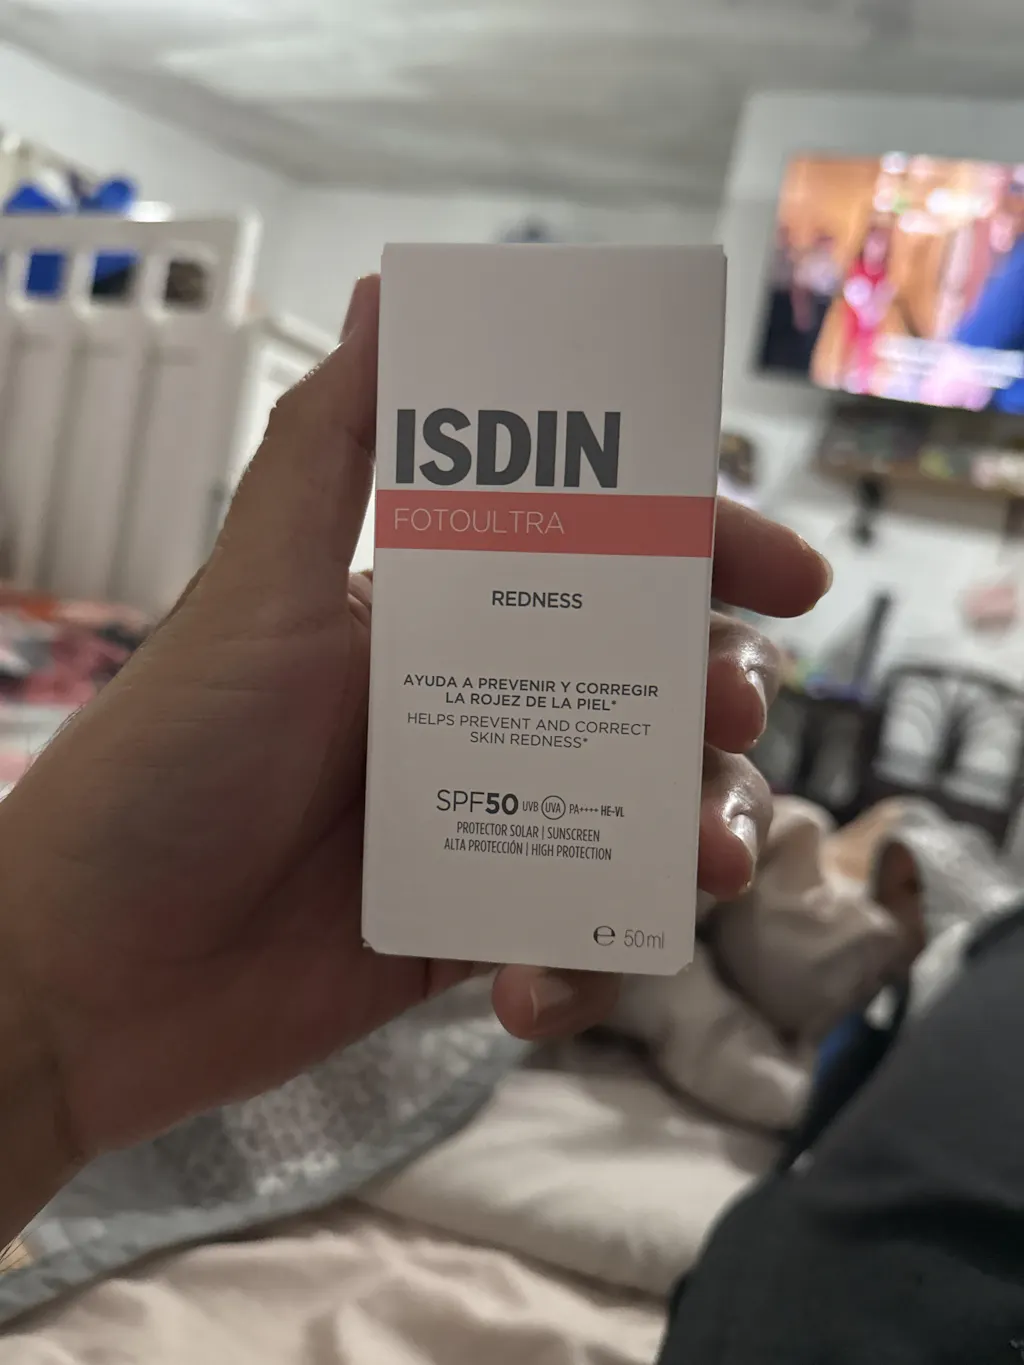 ISDIN
FOTOULTRA
REDNESS
AYUDA A PREVENIR Y CORREGIR
LA ROJEZ DE LA PIEL*
HELPS PREVENT AND CORRECT
SKIN REDNESS*
SPF50 UVB UVA PA++++ HE-VL
PROTECTOR SOLAR | SUNSCREEN
ALTA PROTECCIÓN | HIGH PROTECTION
℮ 50ml